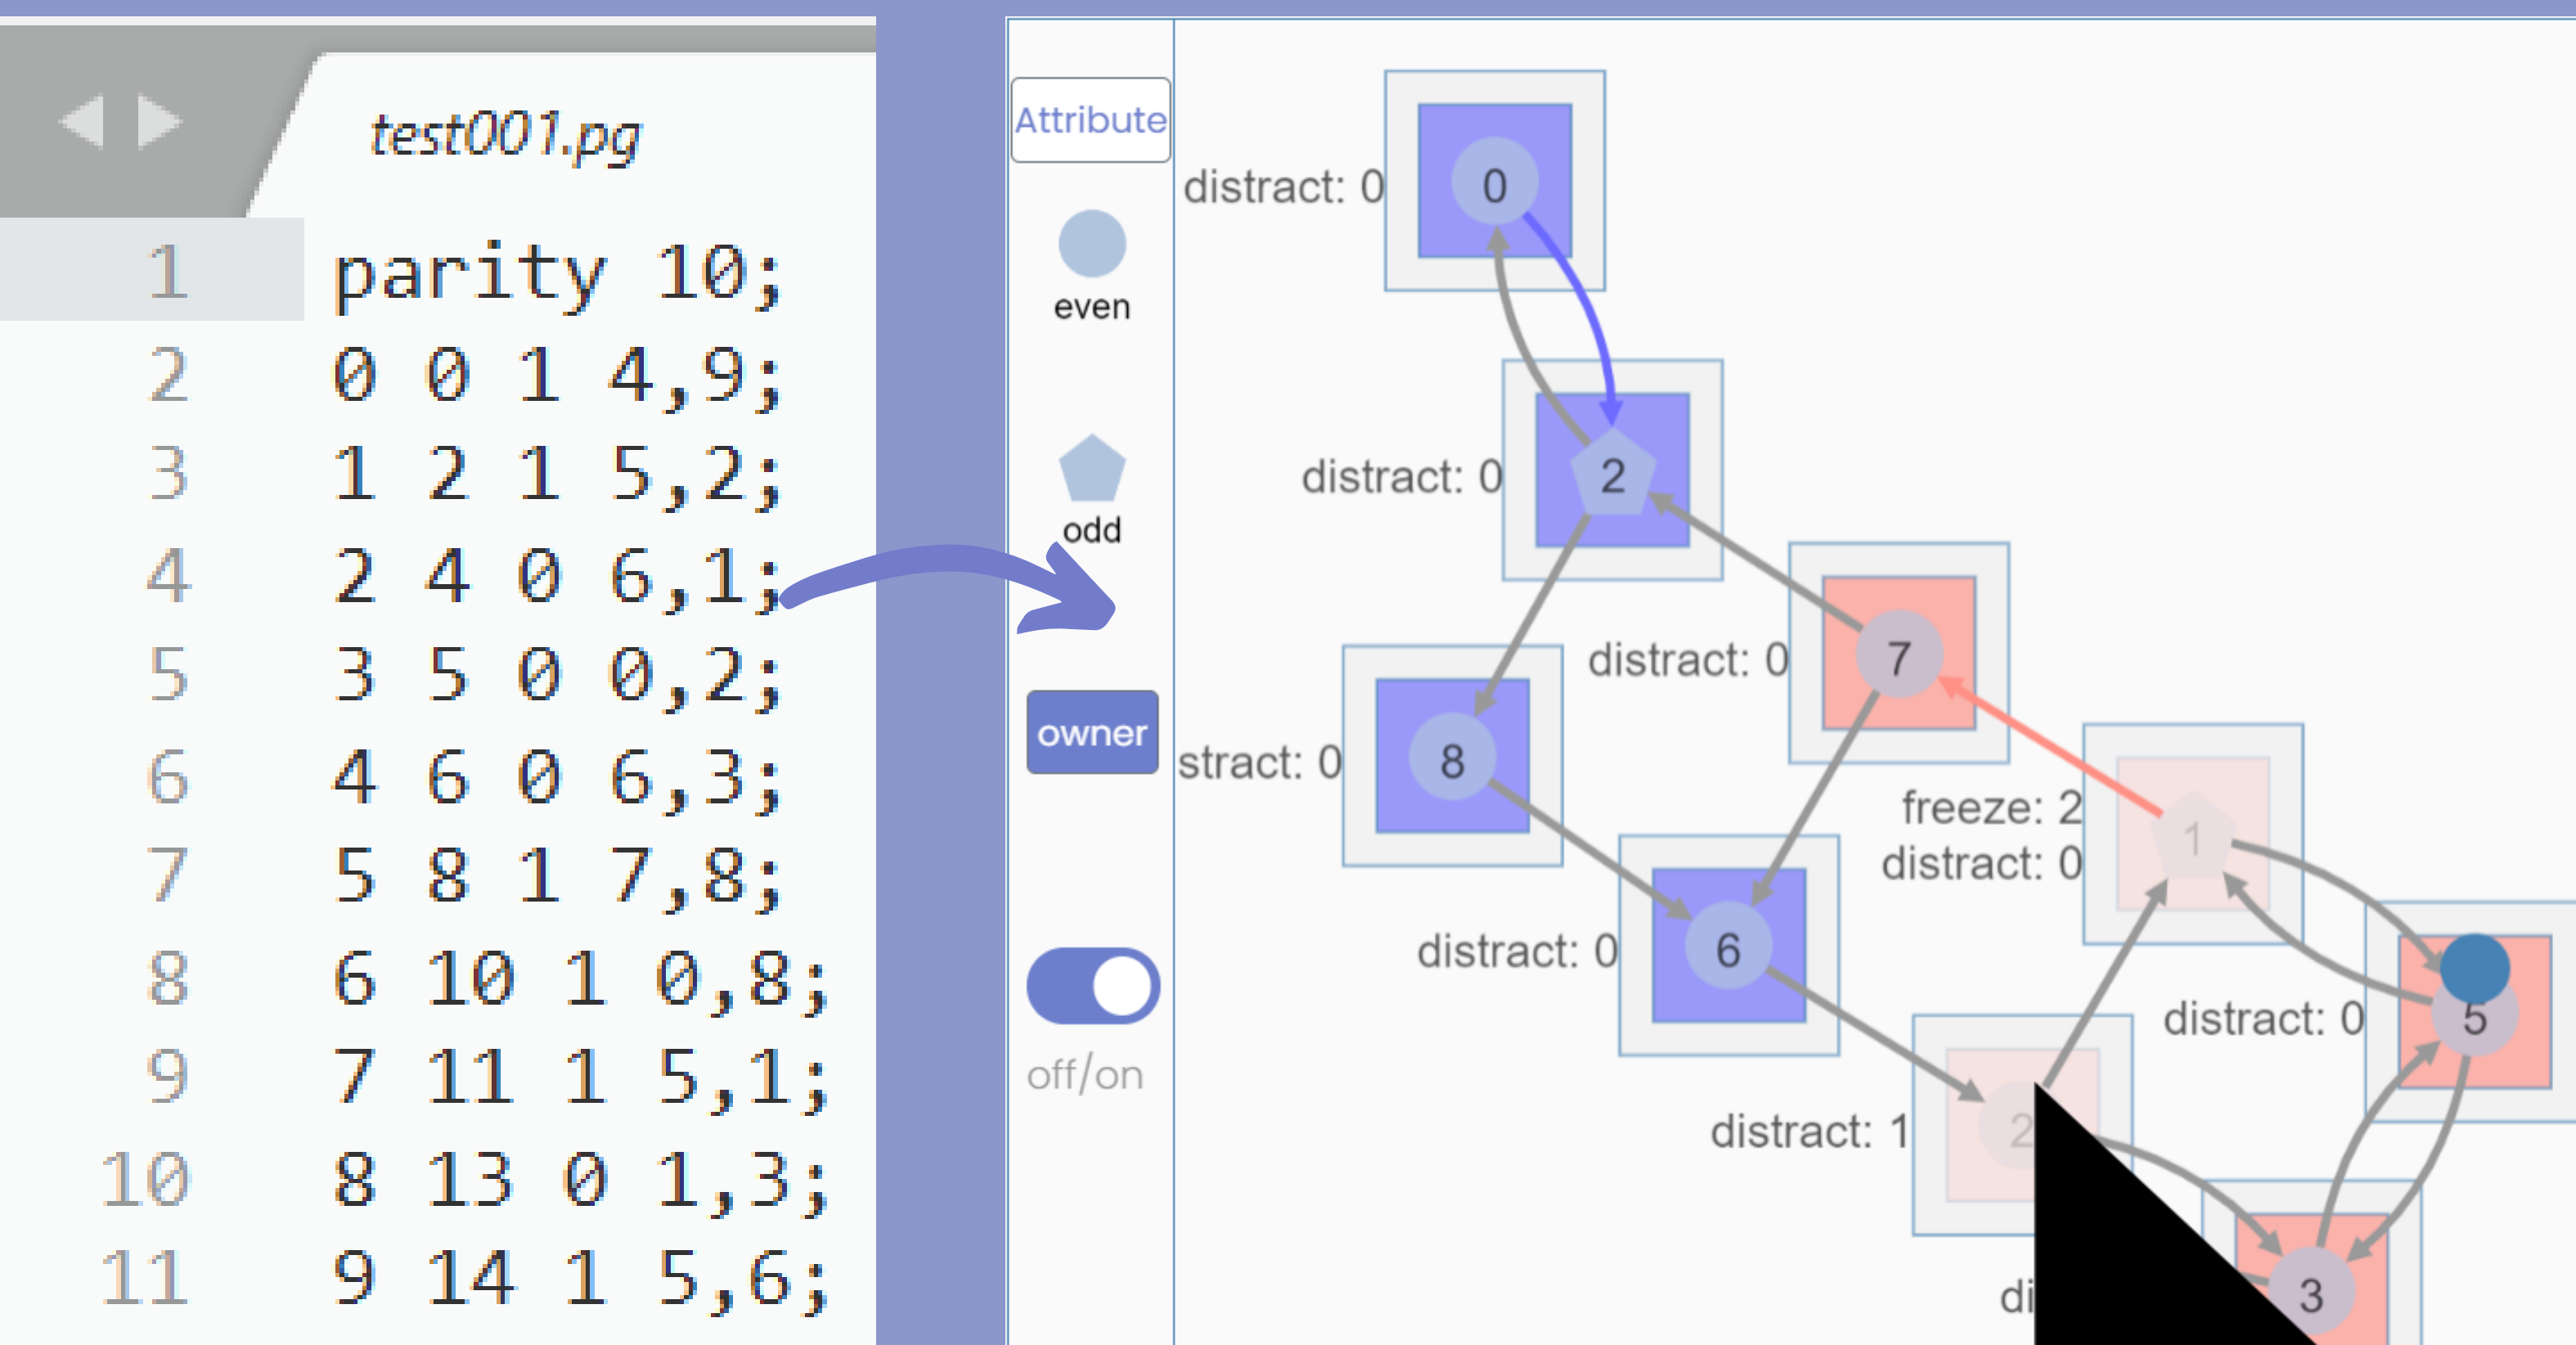 test001.pg
1 parity 10;
2 0 0 1 4,9;
3 1 2 1 5,2;
4 2 4 0 6,1;
5 3 5 0 0,2;
6 4 6 0 6,3;
7 5 8 1 7,8;
8 6 10 1 0,8;
9 7 11 1 5,1;
10 8 13 0 1,3;
11 9 14 1 5,6;
Attribute
even
odd
owner
off/on
distract: 0
0
distract: 0
2
distract: 0
7
stract: 0
8
freeze: 2
distract: 0
1
distract: 0
6
distract: 0
5
distract: 1
2
di
3